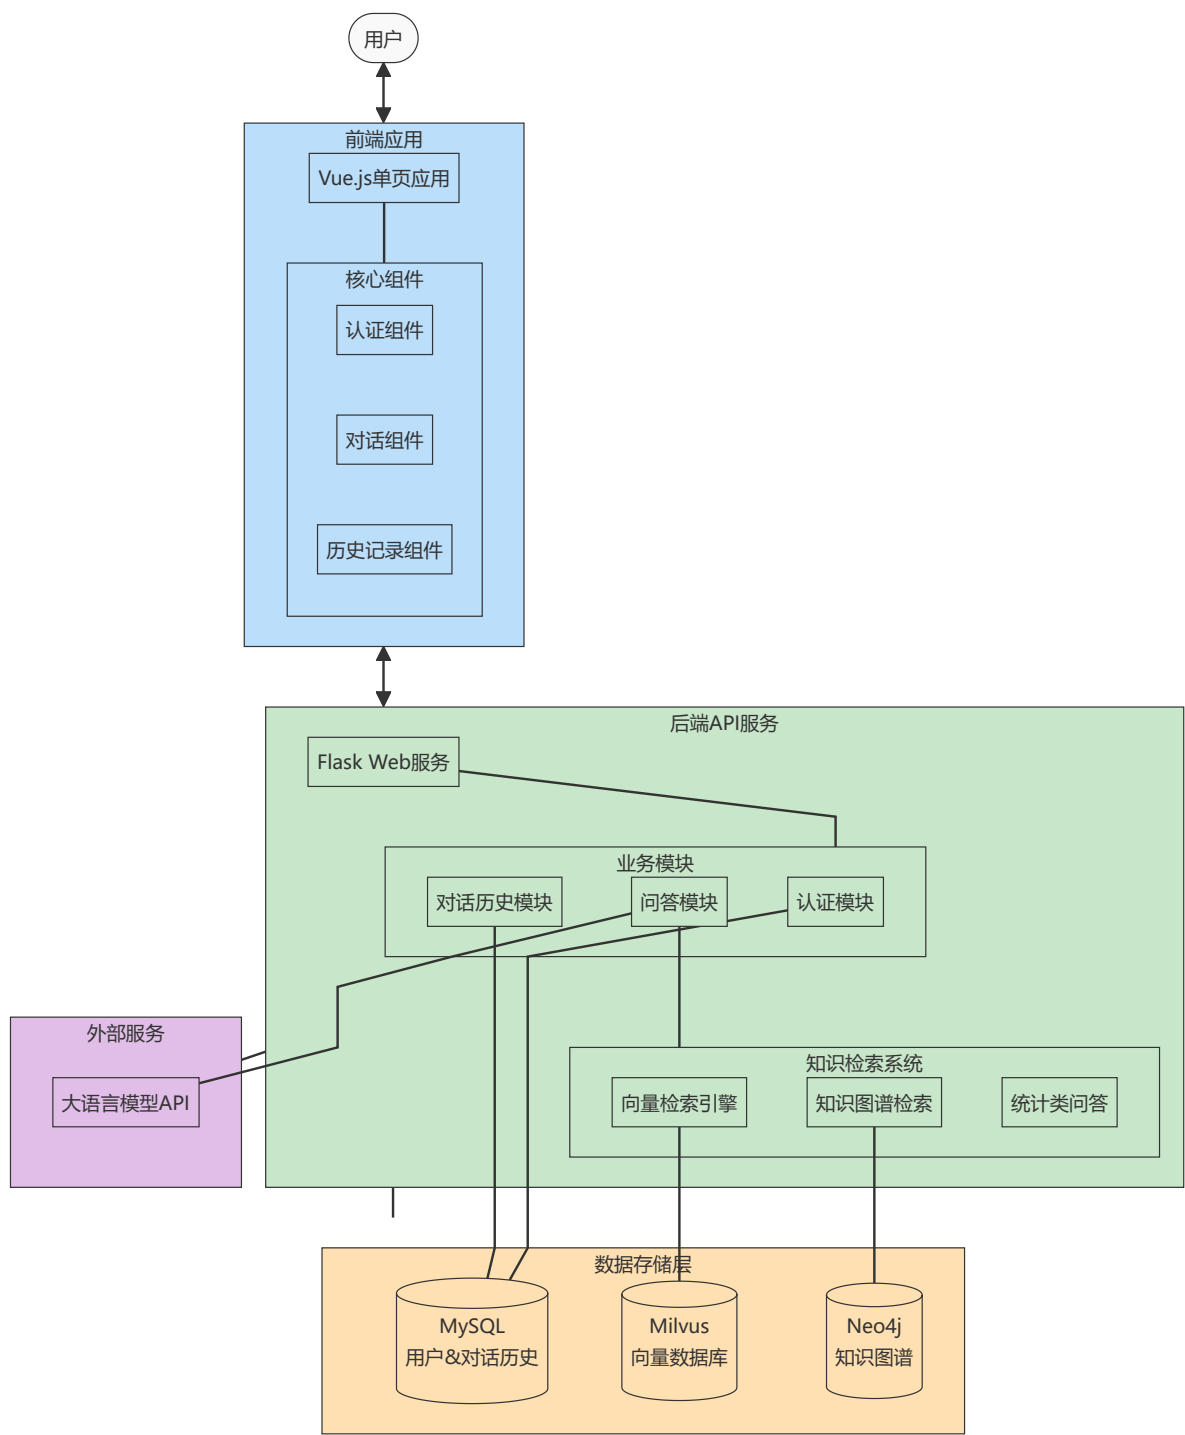 用户
前端应用
Vue.js单页应用
核心组件
认证组件
对话组件
历史记录组件
后端API服务
Flask Web服务
业务模块
对话历史模块
问答模块
认证模块
外部服务
大语言模型API
知识检索系统
向量检索引擎
知识图谱检索
统计类问答
数据存储层
MySQL
用户&对话历史
Milvus
向量数据库
Neo4j
知识图谱